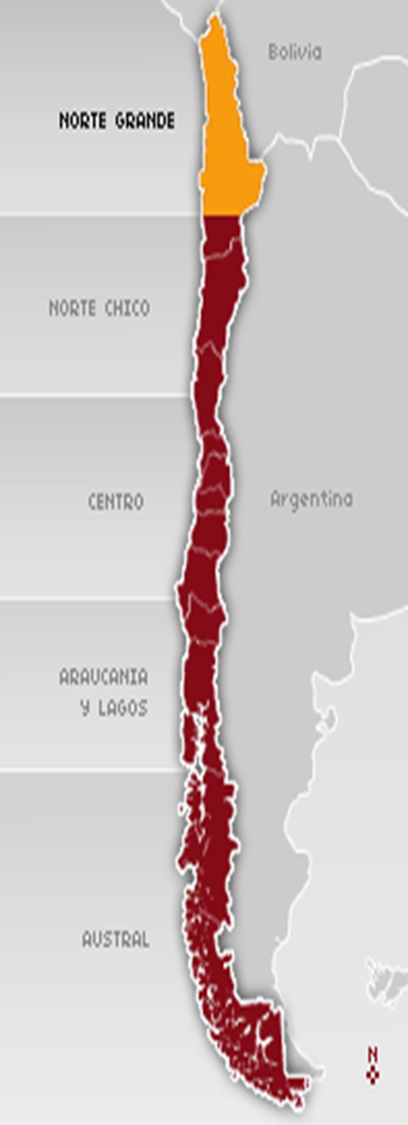 Bolivia
NORTE GRANDE
NORTE CHICO
CENTRO
Argentina
ARAUCANIA
Y LAGOS
AUSTRAL
N